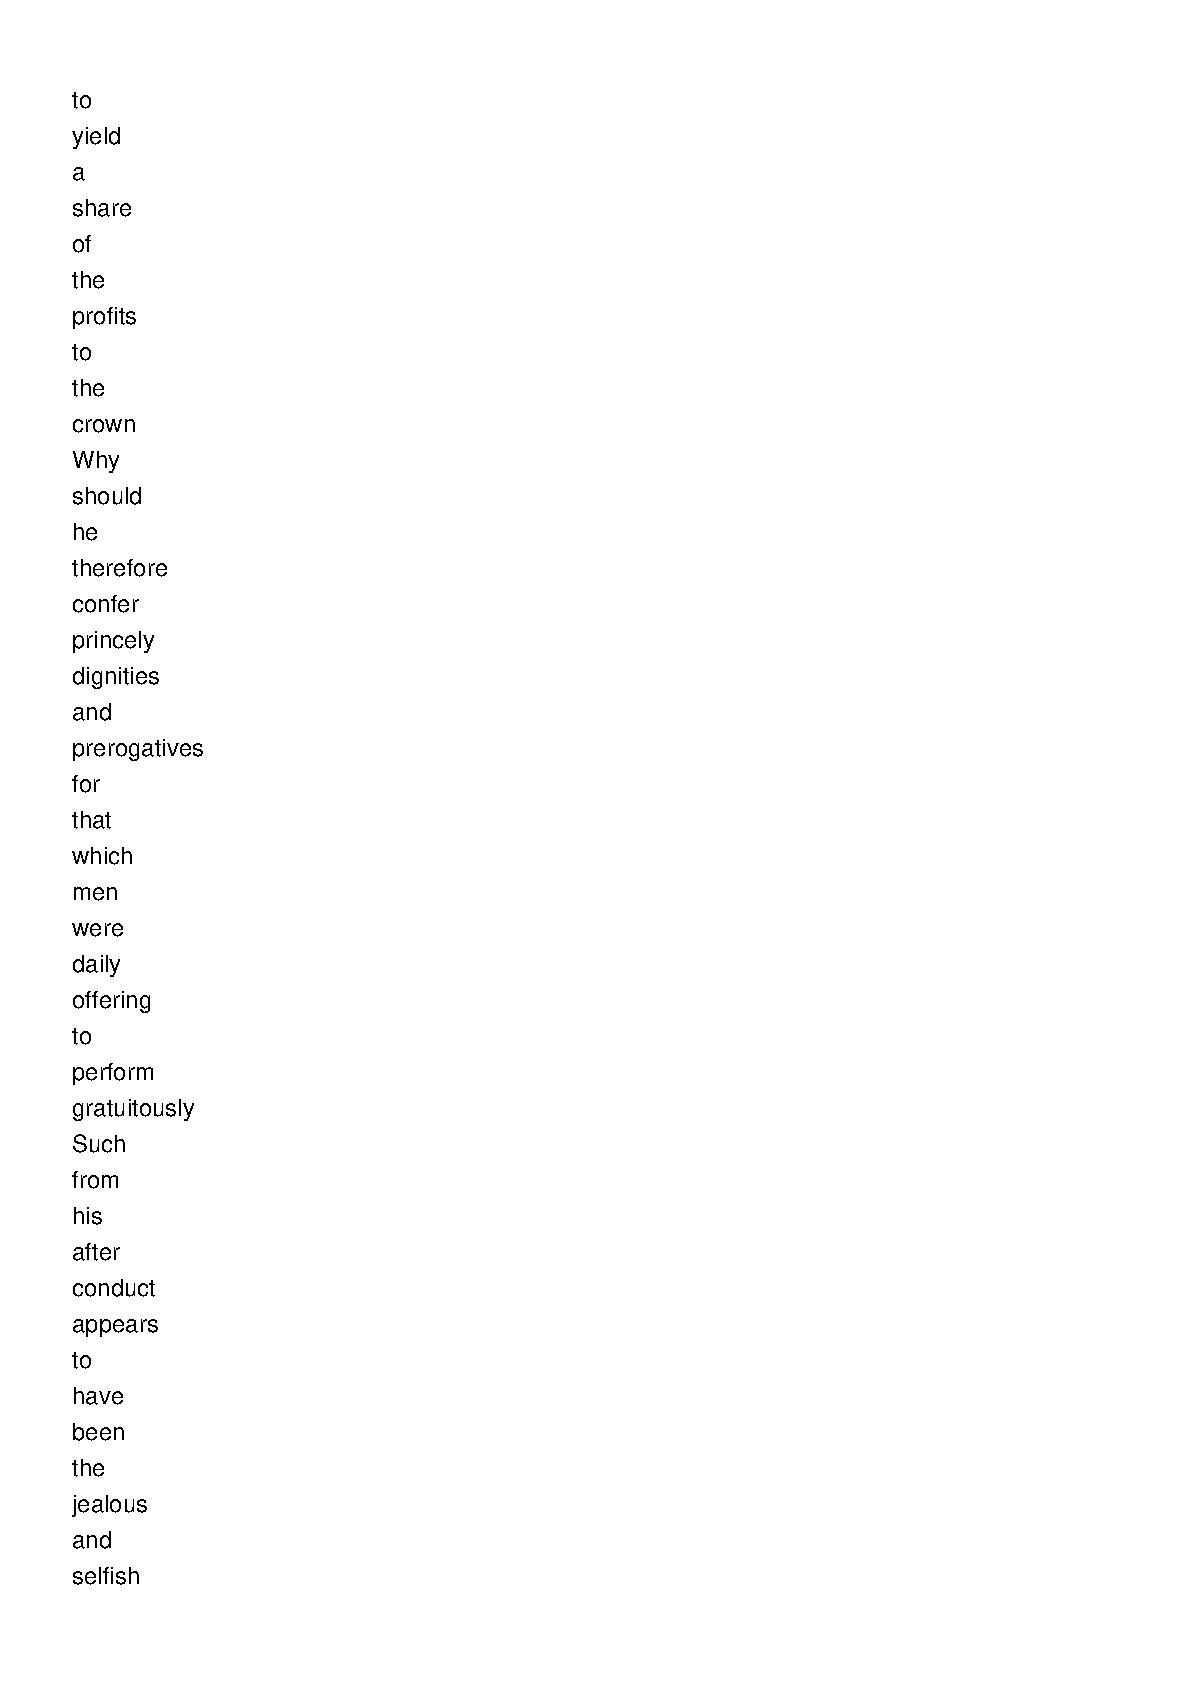 to
yield
a
share
of
the
profits
to
the
crown
Why
should
he
therefore
confer
princely
dignities
and
prerogatives
for
that
which
men
were
daily
offering
to
perform
gratuitously
Such
from
his
after
conduct
appears
to
have
been
the
jealous
and
selfish